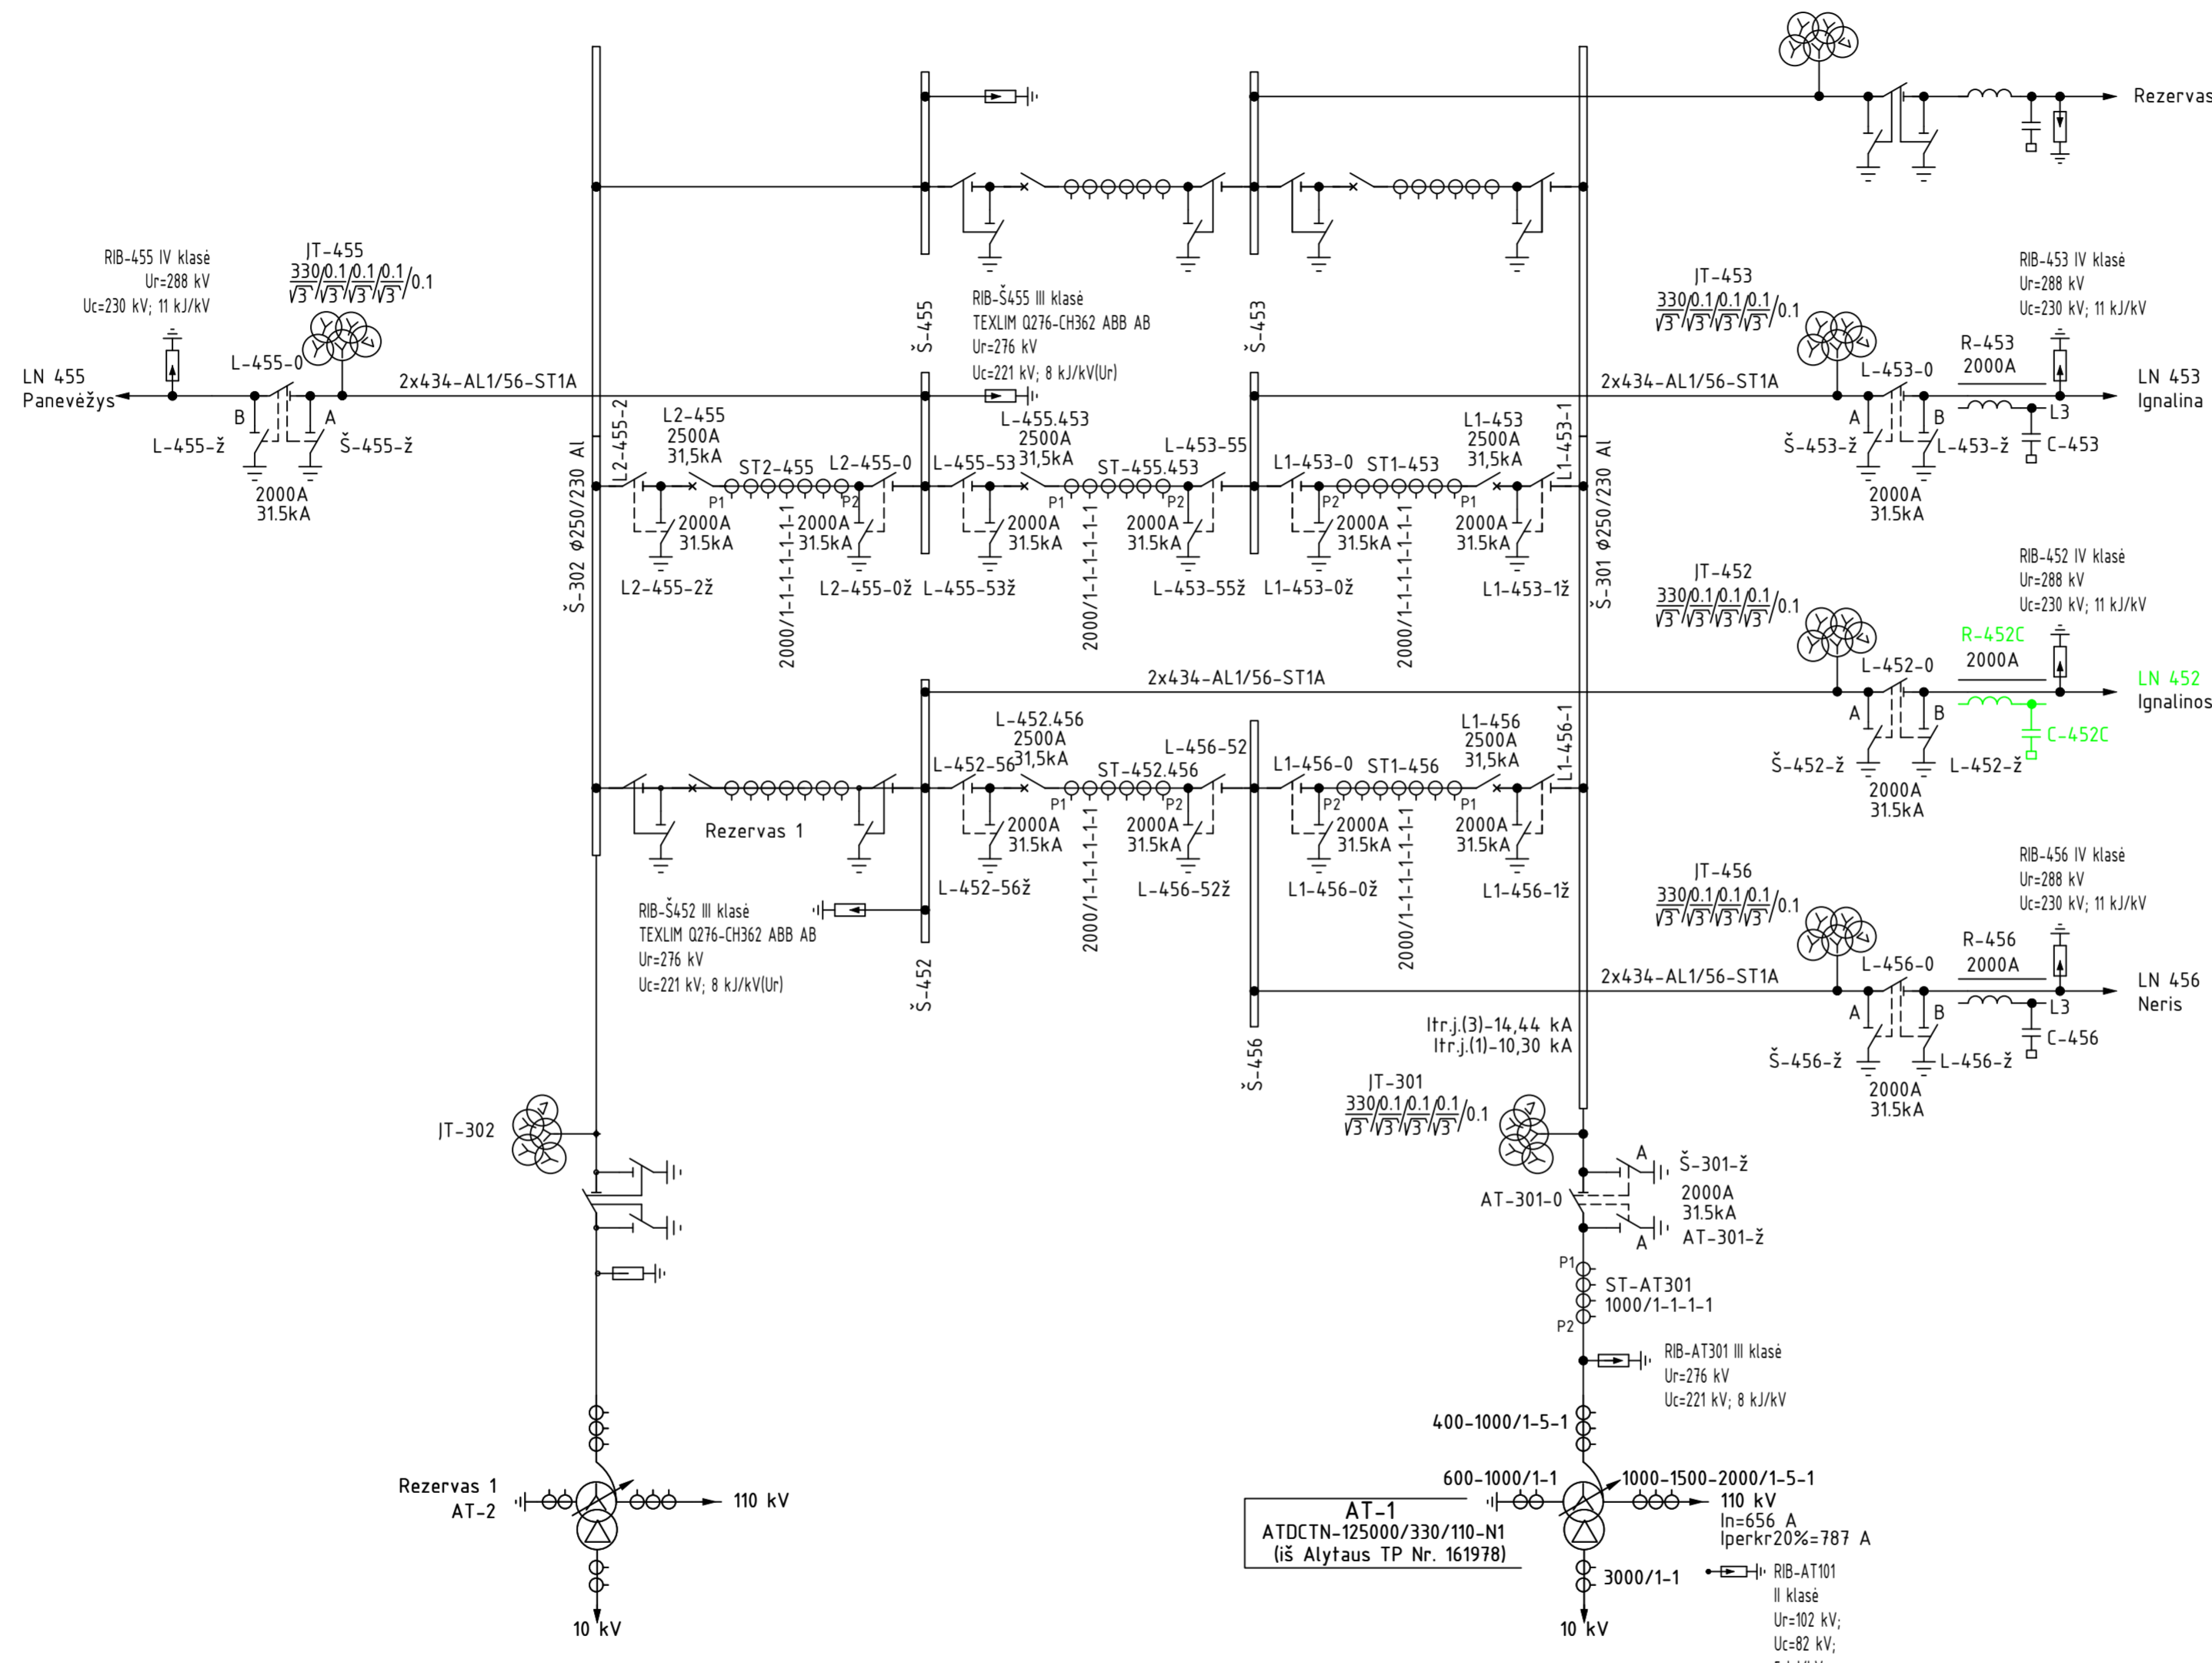 Rezervas
RIB-455 IV klasė
Ur=288 kV
Uc=230 kV; 11 kJ/kV
JT-455
330/0.1/0.1/0.1/0.1
√3/√3/√3/√3
L-455-0
LN 455
Panevėžys
B
A
L-455-ž
Š-455-ž
2000A
31.5kA
2x434-AL1/56-ST1A
Š-455
RIB-Š455 III klasė
TEXLIM Q276-CH362 ABB AB
Ur=276 kV
Uc=221 kV; 8 kJ/kV(Ur)
Š-453
JT-453
330/0.1/0.1/0.1/0.1
√3/√3/√3/√3
RIB-453 IV klasė
Ur=288 kV
Uc=230 kV; 11 kJ/kV
R-453
2000A
L-453-0
2x434-AL1/56-ST1A
LN 453
Ignalina
A
B
L3
C-453
Š-453-ž
L-453-ž
2000A
31.5kA
Š-302 ϕ250/230 Al
L2-455-2
L2-455
2500A
31,5kA
ST2-455
L2-455-0
P1
P2
2000A
31.5kA
2000A
31.5kA
L2-455-2ž
2000/1-1-1-1-1-1-1
L2-455-0ž
L-455-53
L-455.453
2500A
31,5kA
ST-455.453
L-453-55
P1
P2
2000A
31.5kA
2000A
31.5kA
L-455-53ž
2000/1-1-1-1-1-1
L-453-55ž
L1-453-0
ST1-453
L1-453
2500A
31,5kA
L1-453-1
P2
P1
2000A
31.5kA
2000A
31.5kA
L1-453-0ž
2000/1-1-1-1-1-1-1
L1-453-1ž
Š-301 ϕ250/230 Al
JT-452
330/0.1/0.1/0.1/0.1
√3/√3/√3/√3
RIB-452 IV klasė
Ur=288 kV
Uc=230 kV; 11 kJ/kV
R-452C
2000A
L-452-0
2x434-AL1/56-ST1A
LN 452
Ignalinos
A
B
C-452C
Š-452-ž
L-452-ž
2000A
31.5kA
Rezervas 1
L-452-56
L-452.456
2500A
31,5kA
ST-452.456
L-456-52
P1
P2
2000A
31.5kA
2000A
31.5kA
L-452-56ž
2000/1-1-1-1-1-1
L-456-52ž
L1-456-0
ST1-456
L1-456
2500A
31,5kA
L1-456-1
P2
P1
2000A
31.5kA
2000A
31.5kA
L1-456-0ž
2000/1-1-1-1-1-1-1
L1-456-1ž
RIB-Š452 III klasė
TEXLIM Q276-CH362 ABB AB
Ur=276 kV
Uc=221 kV; 8 kJ/kV(Ur)
Š-452
Š-456
JT-456
330/0.1/0.1/0.1/0.1
√3/√3/√3/√3
RIB-456 IV klasė
Ur=288 kV
Uc=230 kV; 11 kJ/kV
R-456
2000A
L-456-0
2x434-AL1/56-ST1A
LN 456
Neris
A
B
L3
C-456
Š-456-ž
L-456-ž
2000A
31.5kA
Itr.j.(3)-14,44 kA
Itr.j.(1)-10,30 kA
JT-302
JT-301
330/0.1/0.1/0.1/0.1
√3/√3/√3/√3
A
Š-301-ž
AT-301-0
2000A
31.5kA
A
AT-301-ž
P1
ST-AT301
1000/1-1-1-1
P2
RIB-AT301 III klasė
Ur=276 kV
Uc=221 kV; 8 kJ/kV
400-1000/1-5-1
600-1000/1-1
1000-1500-2000/1-5-1
Rezervas 1
AT-2
110 kV
10 kV
AT-1
ATDCTN-125000/330/110-N1
(iš Alytaus TP Nr. 161978)
110 kV
In=656 A
Iperkr20%=787 A
3000/1-1
10 kV
RIB-AT101
II klasė
Ur=102 kV;
Uc=82 kV;